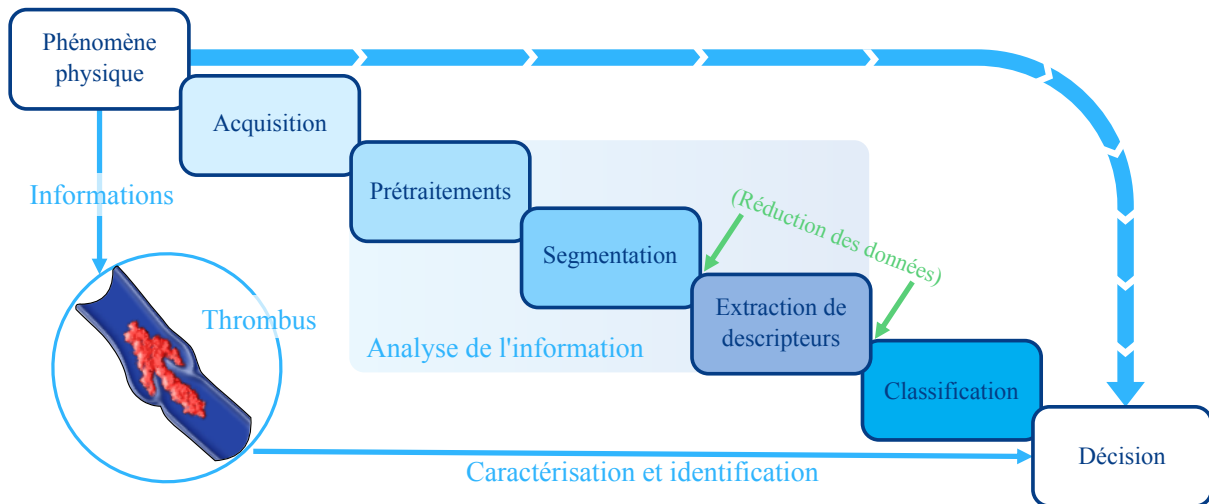 Phénomène
physique
Acquisition
Prétraitements
Informations
(Réduction des données)
Segmentation
Extraction de
descripteurs
Thrombus
Analyse de l'information
Classification
Décision
Caractérisation et identification